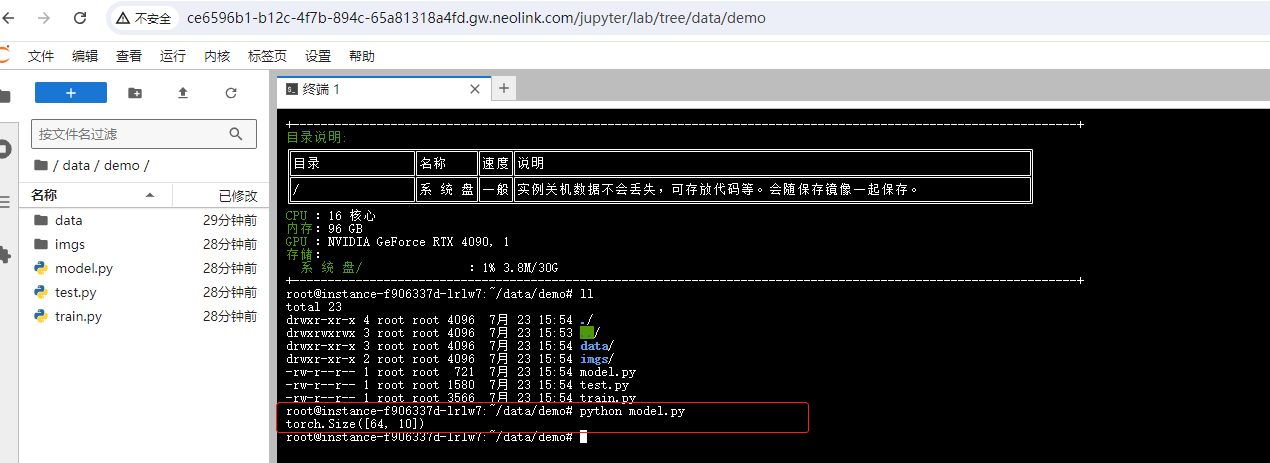 不安全 ce6596b1-b12c-4f7b-894c-65a81318a4fd.gw.neolink.com/jupyter/lab/tree/data/demo
文件 编辑 查看 运行 内核 标签页 设置 帮助
终端 1
按文件名过滤
/ data / demo /
名称 已修改
data 29分钟前
imgs 28分钟前
model.py 28分钟前
test.py 28分钟前
train.py 28分钟前
目录说明:
目录 名称 速度 说明
/ 系 统 盘 一般 实例关机数据不会丢失，可存放代码等。会随保存镜像一起保存。
CPU : 16 核心
内存: 96 GB
GPU : NVIDIA GeForce RTX 4090, 1
存储:
系 统 盘/ : 1% 3.8M/30G
root@instance-f906337d-lrlw7:~/data/demo# ll
total 23
drwxr-xr-x 4 root root 4096 7月 23 15:54 ./
drwxrwxrwx 3 root root 4096 7月 23 15:53 ../
drwxr-xr-x 3 root root 4096 7月 23 15:54 data/
drwxr-xr-x 2 root root 4096 7月 23 15:54 imgs/
-rw-r--r-- 1 root root 721 7月 23 15:54 model.py
-rw-r--r-- 1 root root 1580 7月 23 15:54 test.py
-rw-r--r-- 1 root root 3566 7月 23 15:54 train.py
root@instance-f906337d-lrlw7:~/data/demo# python model.py
torch.Size([64, 10])
root@instance-f906337d-lrlw7:~/data/demo#